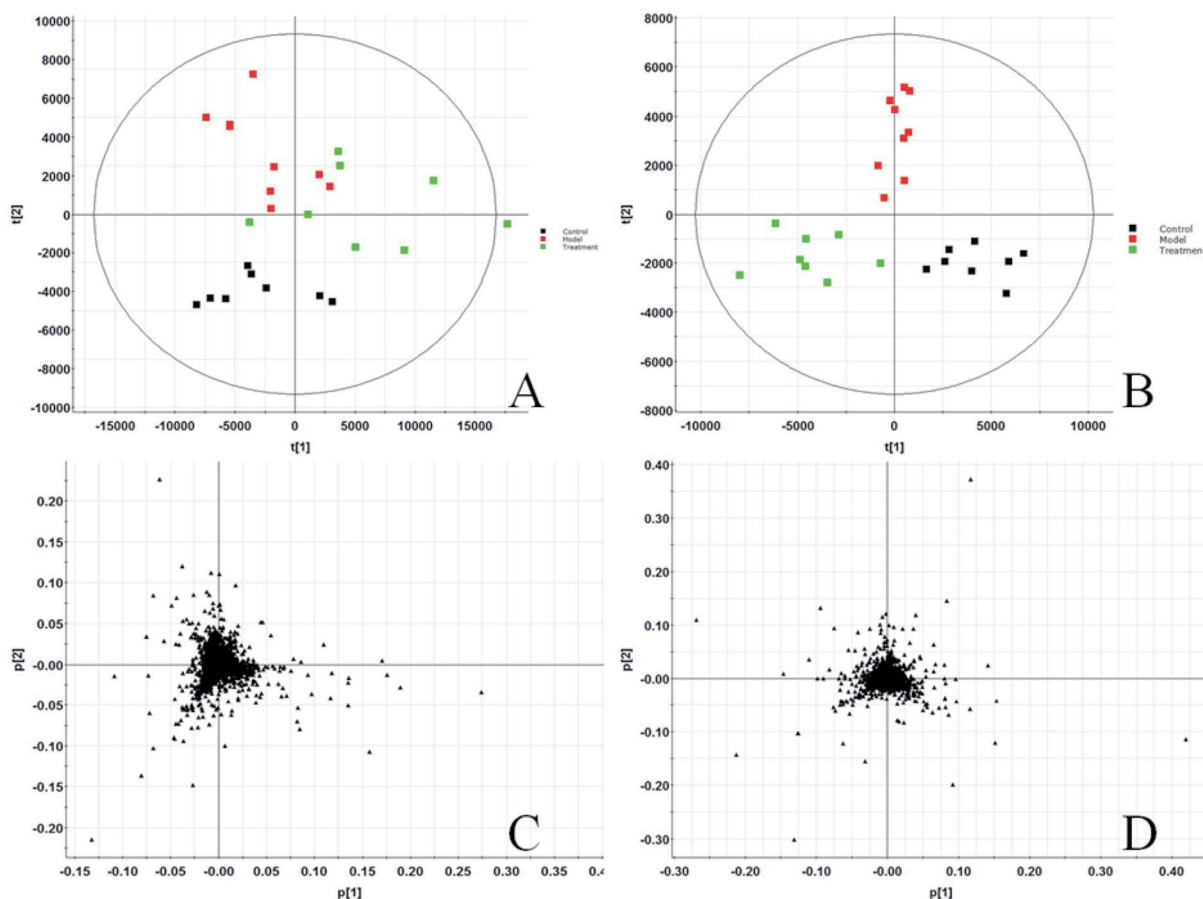 10000
8000
6000
4000
2000
0
-2000
-4000
-6000
-8000
-10000
t[2]
-15000 -10000 -5000 0 5000 10000 15000
t[1]
Control
Model
Treatment
A
8000
6000
4000
2000
0
-2000
-4000
-6000
-8000
t[2]
-10000 -5000 0 5000 10000
t[1]
Control
Model
Treatment
B
0.20
0.15
0.10
0.05
-0.00
-0.05
-0.10
-0.15
-0.20
p[2]
-0.15 -0.10 -0.05 -0.00 0.05 0.10 0.15 0.20 0.25 0.30 0.35 0.4
p[1]
C
0.40
0.30
0.20
0.10
-0.00
-0.10
-0.20
-0.30
p[2]
-0.30 -0.20 -0.10 -0.00 0.10 0.20 0.30 0.40
p[1]
D